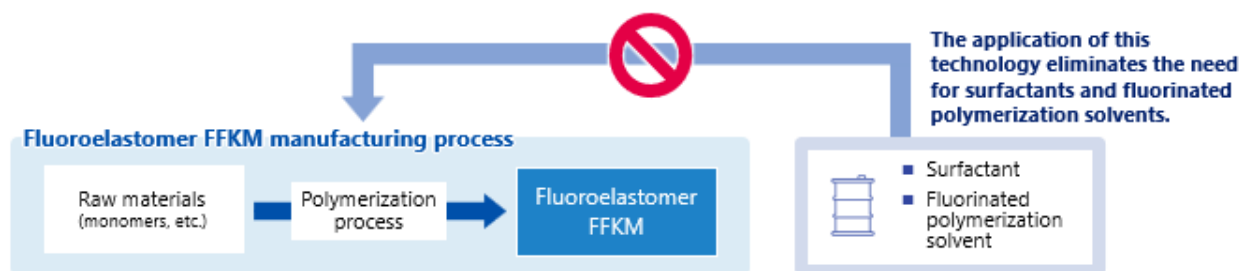 The application of this
technology eliminates the need
for surfactants and fluorinated
polymerization solvents.
Fluoroelastomer FFKM manufacturing process
Raw materials
(monomers, etc.)
Polymerization
process
Fluoroelastomer
FFKM
■ Surfactant
■ Fluorinated
polymerization
solvent